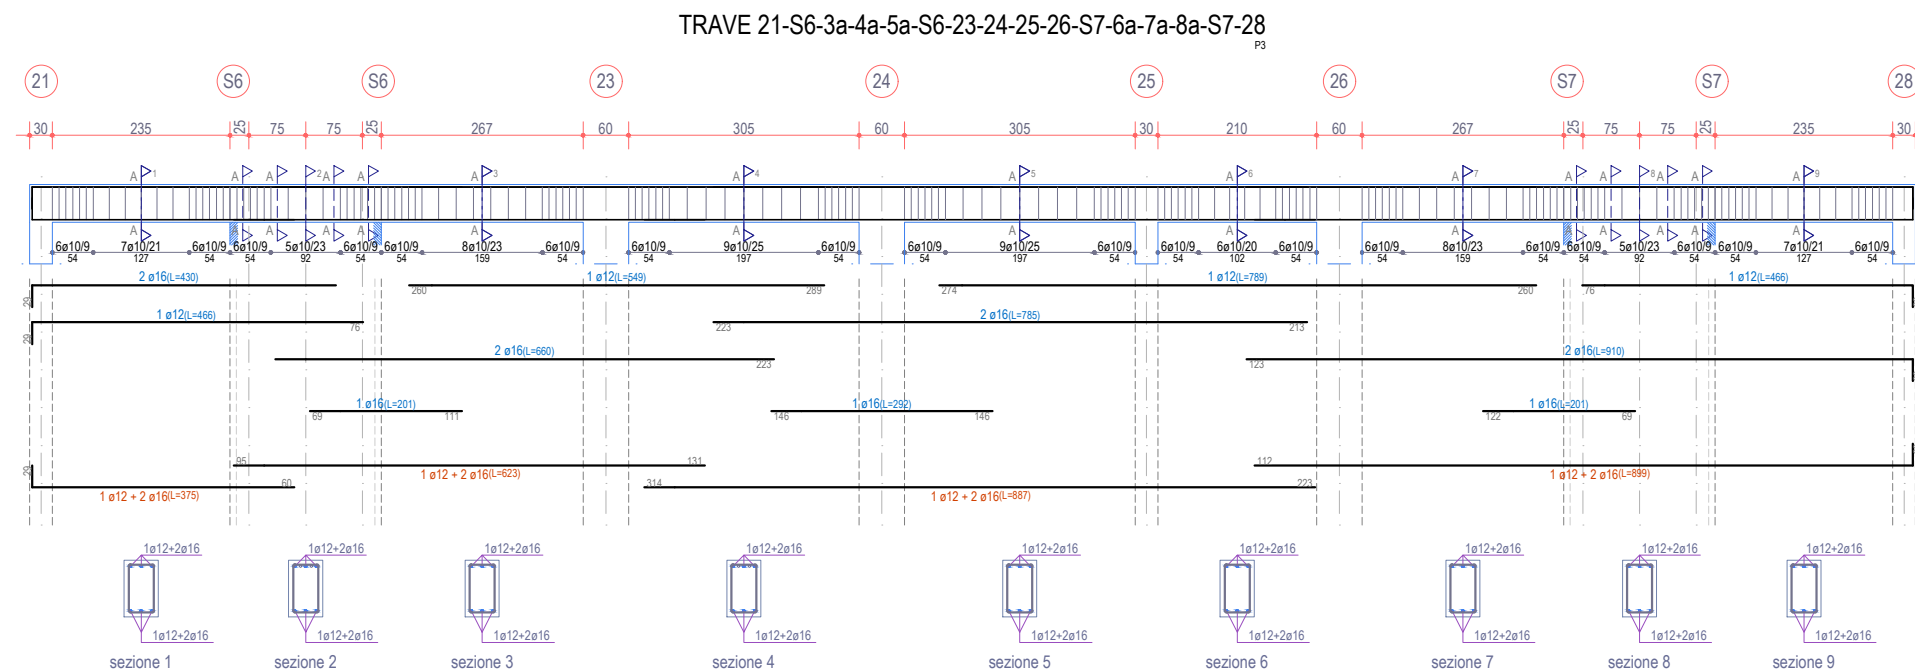 TRAVE 21-S6-3a-4a-5a-S6-23-24-25-26-S7-6a-7a-8a-S7-28
P3
21 S6 S6 23 24 25 26 S7 S7 28
30 235 25 75 75 25 267 60 305 60 305 30 210 60 267 25 75 75 25 235 30
A 1 A A 2 A A A 3 A 4 A 5 A 6 A 7 A A 8 A A A 9
A A A A A A A A A A A A A A A
6ø10/9 7ø10/21 6ø10/9 6ø10/9 5ø10/23 6ø10/9 6ø10/9 8ø10/23 6ø10/9 6ø10/9 9ø10/25 6ø10/9 6ø10/9 9ø10/25 6ø10/9 6ø10/9 6ø10/20 6ø10/9 6ø10/9 8ø10/23 6ø10/9 6ø10/9 5ø10/23 6ø10/9 6ø10/9 7ø10/21 6ø10/9
54 127 54 54 92 54 54 159 54 54 197 54 54 197 54 54 102 54 54 159 54 54 92 54 54 127 54
2 ø16(L=430) 1 ø12(L=549) 1 ø12(L=789) 1 ø12(L=466)
29 260 289 274 260 76
1 ø12(L=466) 2 ø16(L=785)
29 76 223 213
2 ø16(L=660) 2 ø16(L=910)
223 123
1 ø16(L=201) 1 ø16(L=292) 1 ø16(L=201)
69 111 146 146 122 69
29 95 131 112
1 ø12 + 2 ø16(L=623) 1 ø12 + 2 ø16(L=899)
60 314 223
1 ø12 + 2 ø16(L=375) 1 ø12 + 2 ø16(L=887)
1ø12+2ø16 1ø12+2ø16 1ø12+2ø16 1ø12+2ø16 1ø12+2ø16 1ø12+2ø16 1ø12+2ø16 1ø12+2ø16 1ø12+2ø16
1ø12+2ø16 1ø12+2ø16 1ø12+2ø16 1ø12+2ø16 1ø12+2ø16 1ø12+2ø16 1ø12+2ø16 1ø12+2ø16 1ø12+2ø16
sezione 1 sezione 2 sezione 3 sezione 4 sezione 5 sezione 6 sezione 7 sezione 8 sezione 9